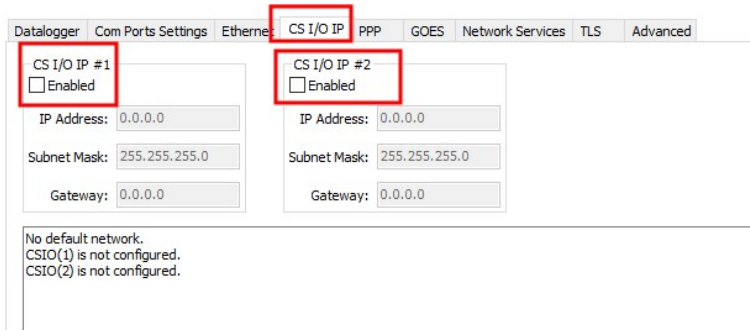 Datalogger Com Ports Settings Ethernet CS I/O IP PPP GOES Network Services TLS Advanced
CS I/O IP #1 CS I/O IP #2
Enabled Enabled
IP Address: 0.0.0.0 IP Address: 0.0.0.0
Subnet Mask: 255.255.255.0 Subnet Mask: 255.255.255.0
Gateway: 0.0.0.0 Gateway: 0.0.0.0
No default network.
CSIO(1) is not configured.
CSIO(2) is not configured.